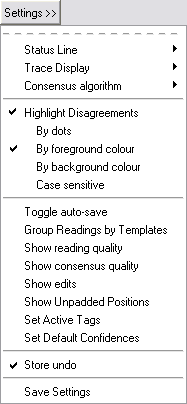 Settings >>
Status Line
Trace Display
Consensus algorithm
Highlight Disagreements
By dots
By foreground colour
By background colour
Case sensitive
Toggle auto-save
Group Readings by Templates
Show reading quality
Show consensus quality
Show edits
Show Unpadded Positions
Set Active Tags
Set Default Confidences
Store undo
Save Settings